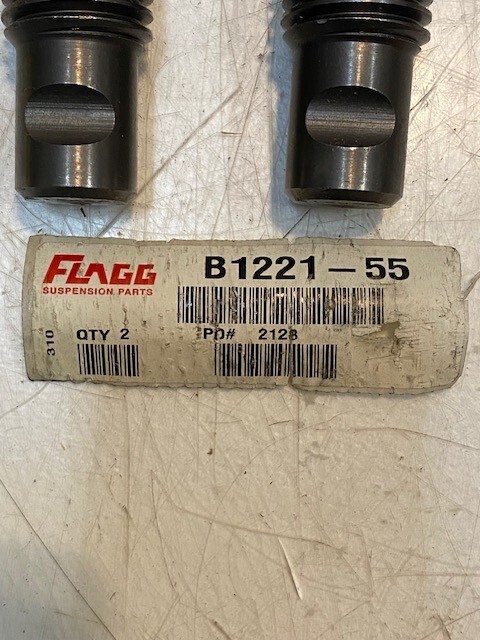 FLAGG
SUSPENSION PARTS
B1221-55
310
QTY 2
PO# 2128